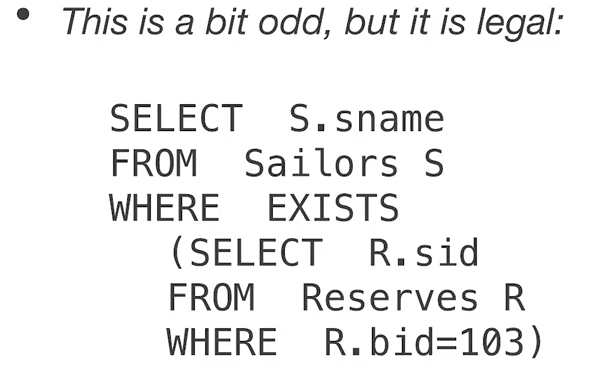 • This is a bit odd, but it is legal:
SELECT S.sname
FROM Sailors S
WHERE EXISTS
(SELECT R.sid
FROM Reserves R
WHERE R.bid=103)